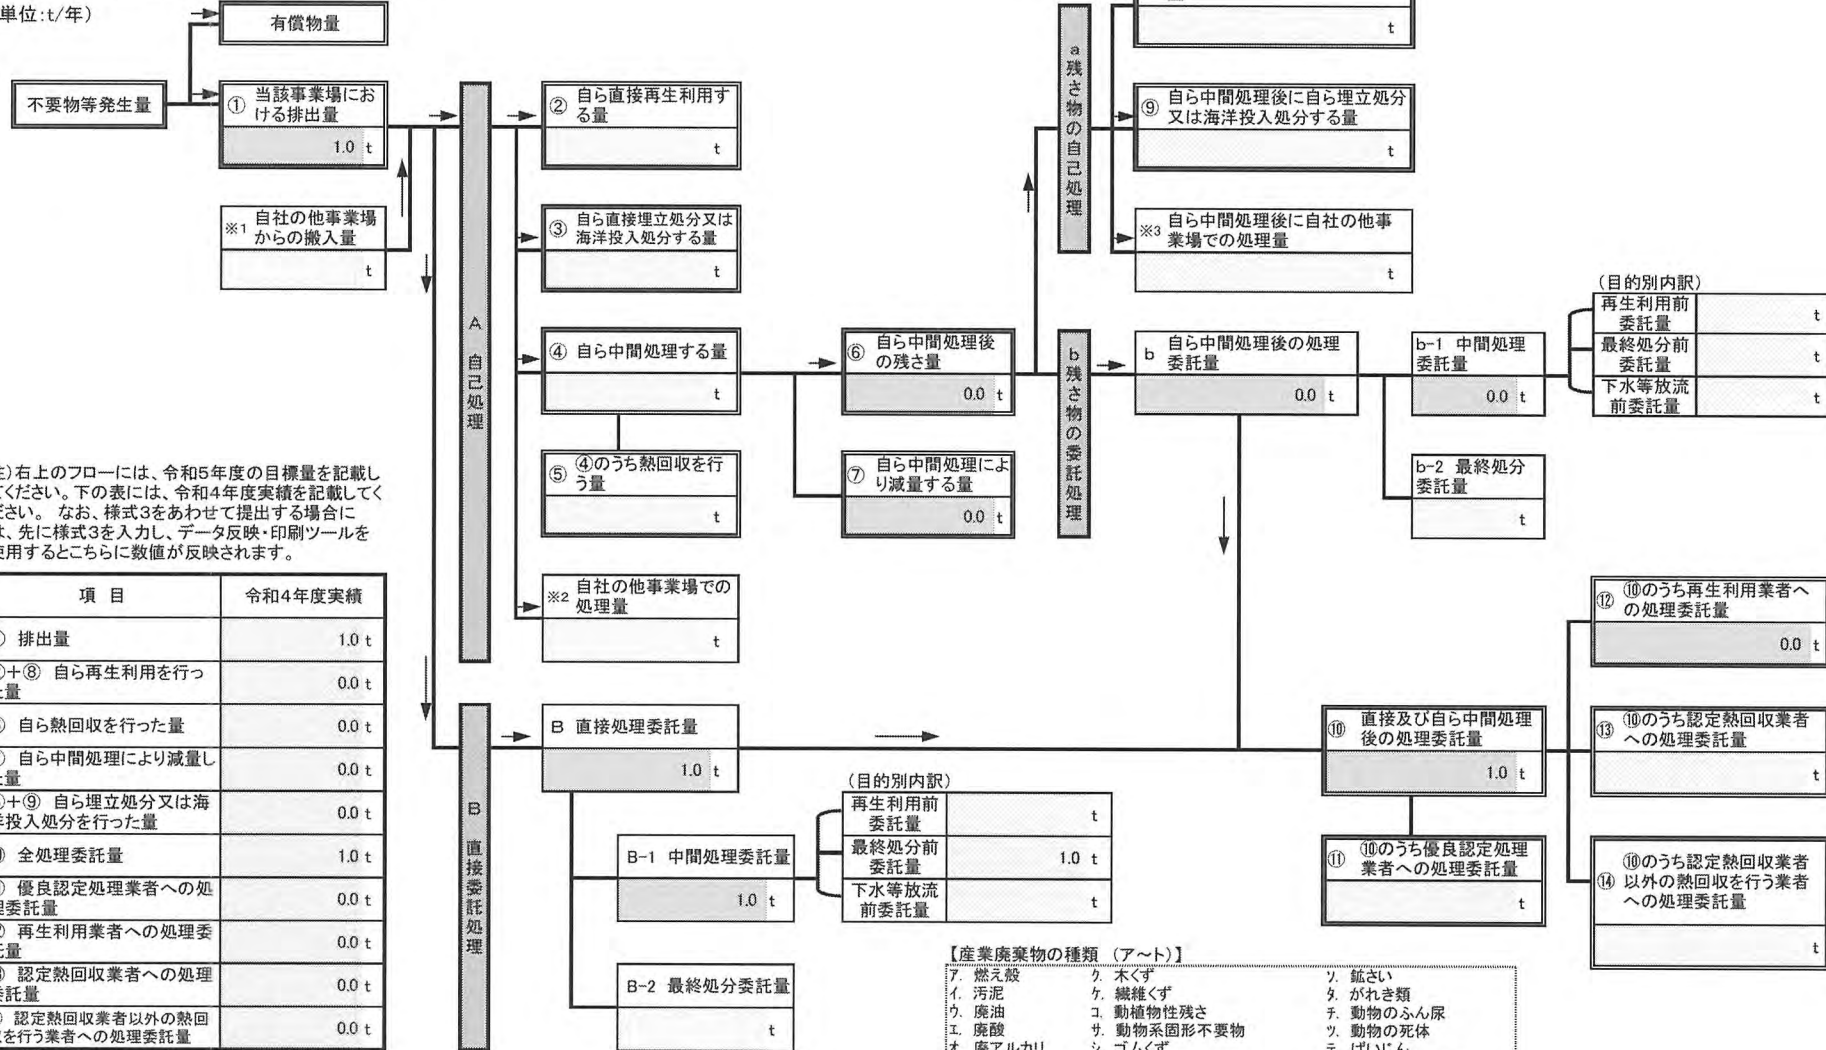 単位:t/年)
有償物量
不要物等発生量
① 当該事業場にお
ける排出量
1.0 t
※1 自社の他事業場
からの搬入量
t
A 自己処理
② 自ら直接再生利用す
る量
t
③ 自ら直接埋立処分又は
海洋投入処分する量
t
④ 自ら中間処理する量
t
⑤ ④のうち熱回収を行
う量
t
※2 自社の他事業場での
処理量
t
⑥ 自ら中間処理後
の残さ量
0.0 t
⑦ 自ら中間処理によ
り減量する量
0.0 t
a 残さ物の自己処理
t
⑨ 自ら中間処理後に自ら埋立処分
又は海洋投入処分する量
t
※3 自ら中間処理後に自社の他事
業場での処理量
t
b 残さ物の委託処理
b 自ら中間処理後の処理
委託量
0.0 t
b-1 中間処理
委託量
0.0 t
b-2 最終処分
委託量
t
(目的別内訳)
再生利用前
委託量
t
最終処分前
委託量
t
下水等放流
前委託量
t
)右上のフローには、令和5年度の目標量を記載し
ください。下の表には、令和4年度実績を記載してく
ださい。 なお、様式3をあわせて提出する場合に
は、先に様式3を入力し、データ反映・印刷ツールを
使用するとこちらに数値が反映されます。
項 目 令和4年度実績
排出量 1.0 t
+⑧ 自ら再生利用を行っ
た量 0.0 t
自ら熱回収を行った量 0.0 t
自ら中間処理により減量し
た量 0.0 t
+⑨ 自ら埋立処分又は海
洋投入処分を行った量 0.0 t
全処理委託量 1.0 t
優良認定処理業者への処
理委託量 0.0 t
再生利用業者への処理委
託量 0.0 t
認定熱回収業者への処理
委託量 0.0 t
認定熱回収業者以外の熱回
収を行う業者への処理委託量 0.0 t
B 直接委託処理
B 直接処理委託量
1.0 t
B-1 中間処理委託量
1.0 t
B-2 最終処分委託量
t
(目的別内訳)
再生利用前
委託量
t
最終処分前
委託量
1.0 t
下水等放流
前委託量
t
⑩ 直接及び自ら中間処理
後の処理委託量
1.0 t
⑪ ⑩のうち優良認定処理
業者への処理委託量
t
⑫ ⑩のうち再生利用業者へ
の処理委託量
0.0 t
⑬ ⑩のうち認定熱回収業者
への処理委託量
t
⑭ ⑩のうち認定熱回収業者
以外の熱回収を行う業者
への処理委託量
t
【産業廃棄物の種類 (ア～ト)】
ア. 燃え殻 ク. 木くず ソ. 鉱さい
イ. 汚泥 ケ. 繊維くず タ. がれき類
ウ. 廃油 コ. 動植物性残さ チ. 動物のふん尿
エ. 廃酸 サ. 動物系固形不要物 ツ. 動物の死体
オ. 廃アルカリ シ. ゴムくず テ. ばいじん